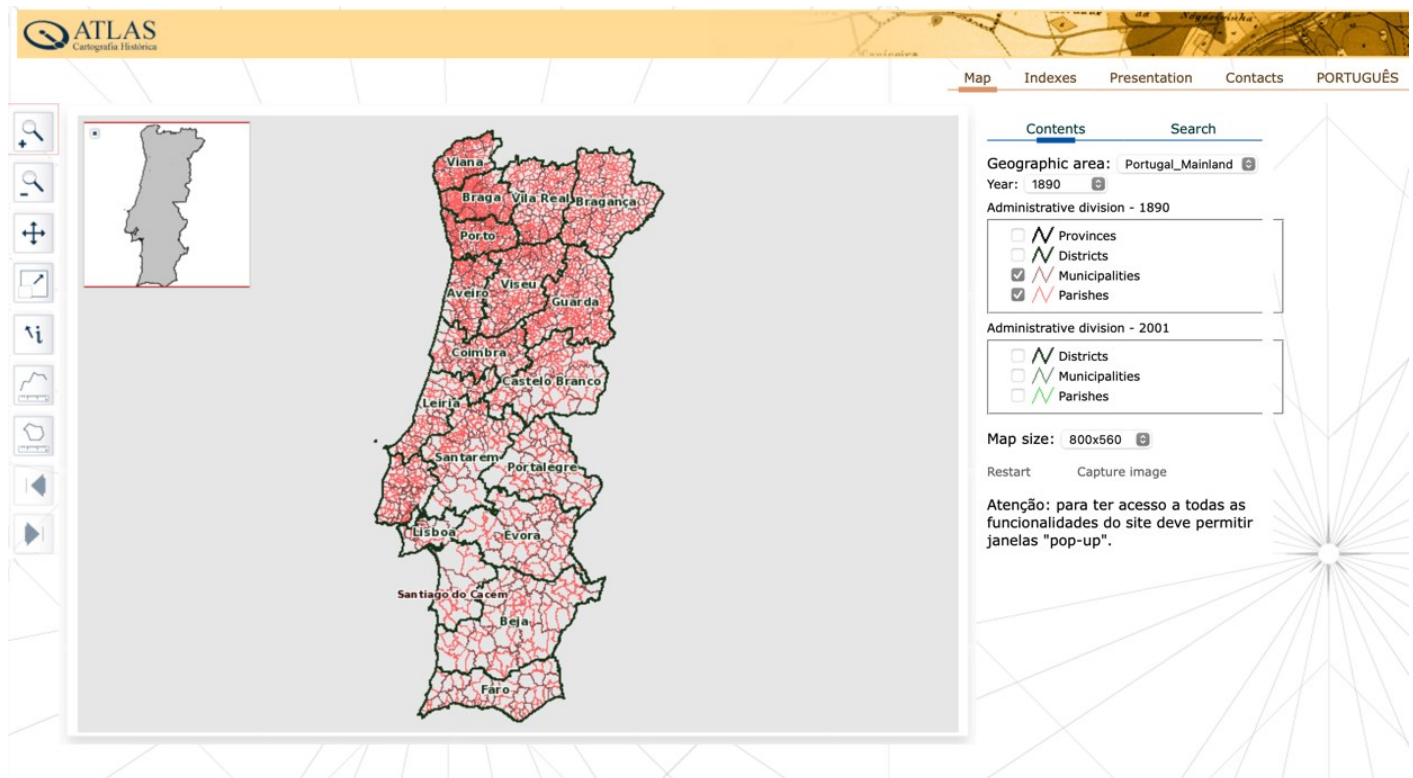 ATLAS
Cartografia Histórica
Map Indexes Presentation Contacts PORTUGUÊS
Contents Search
Geographic area: Portugal_Mainland
Year: 1890
Administrative division - 1890
Provinces
Districts
Municipalities
Parishes
Administrative division - 2001
Districts
Municipalities
Parishes
Map size: 800x560
Restart Capture image
Atenção: para ter acesso a todas as
funcionalidades do site deve permitir
janelas "pop-up".
Viana
Braga Vila Real Bragança
Porto
Aveiro Viseu
Guarda
Coimbra
Castelo Branco
Leiria
Santarem
Portalegre
Lisboa Evora
Santiago do Cacem
Beja
Faro